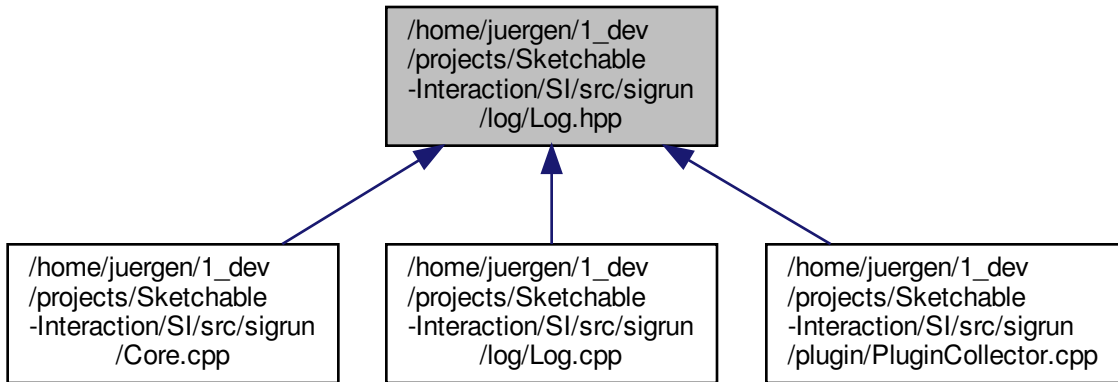 /home/juergen/1_dev
/projects/Sketchable
-Interaction/SI/src/sigrun
/log/Log.hpp
/home/juergen/1_dev
/projects/Sketchable
-Interaction/SI/src/sigrun
/Core.cpp
/home/juergen/1_dev
/projects/Sketchable
-Interaction/SI/src/sigrun
/log/Log.cpp
/home/juergen/1_dev
/projects/Sketchable
-Interaction/SI/src/sigrun
/plugin/PluginCollector.cpp